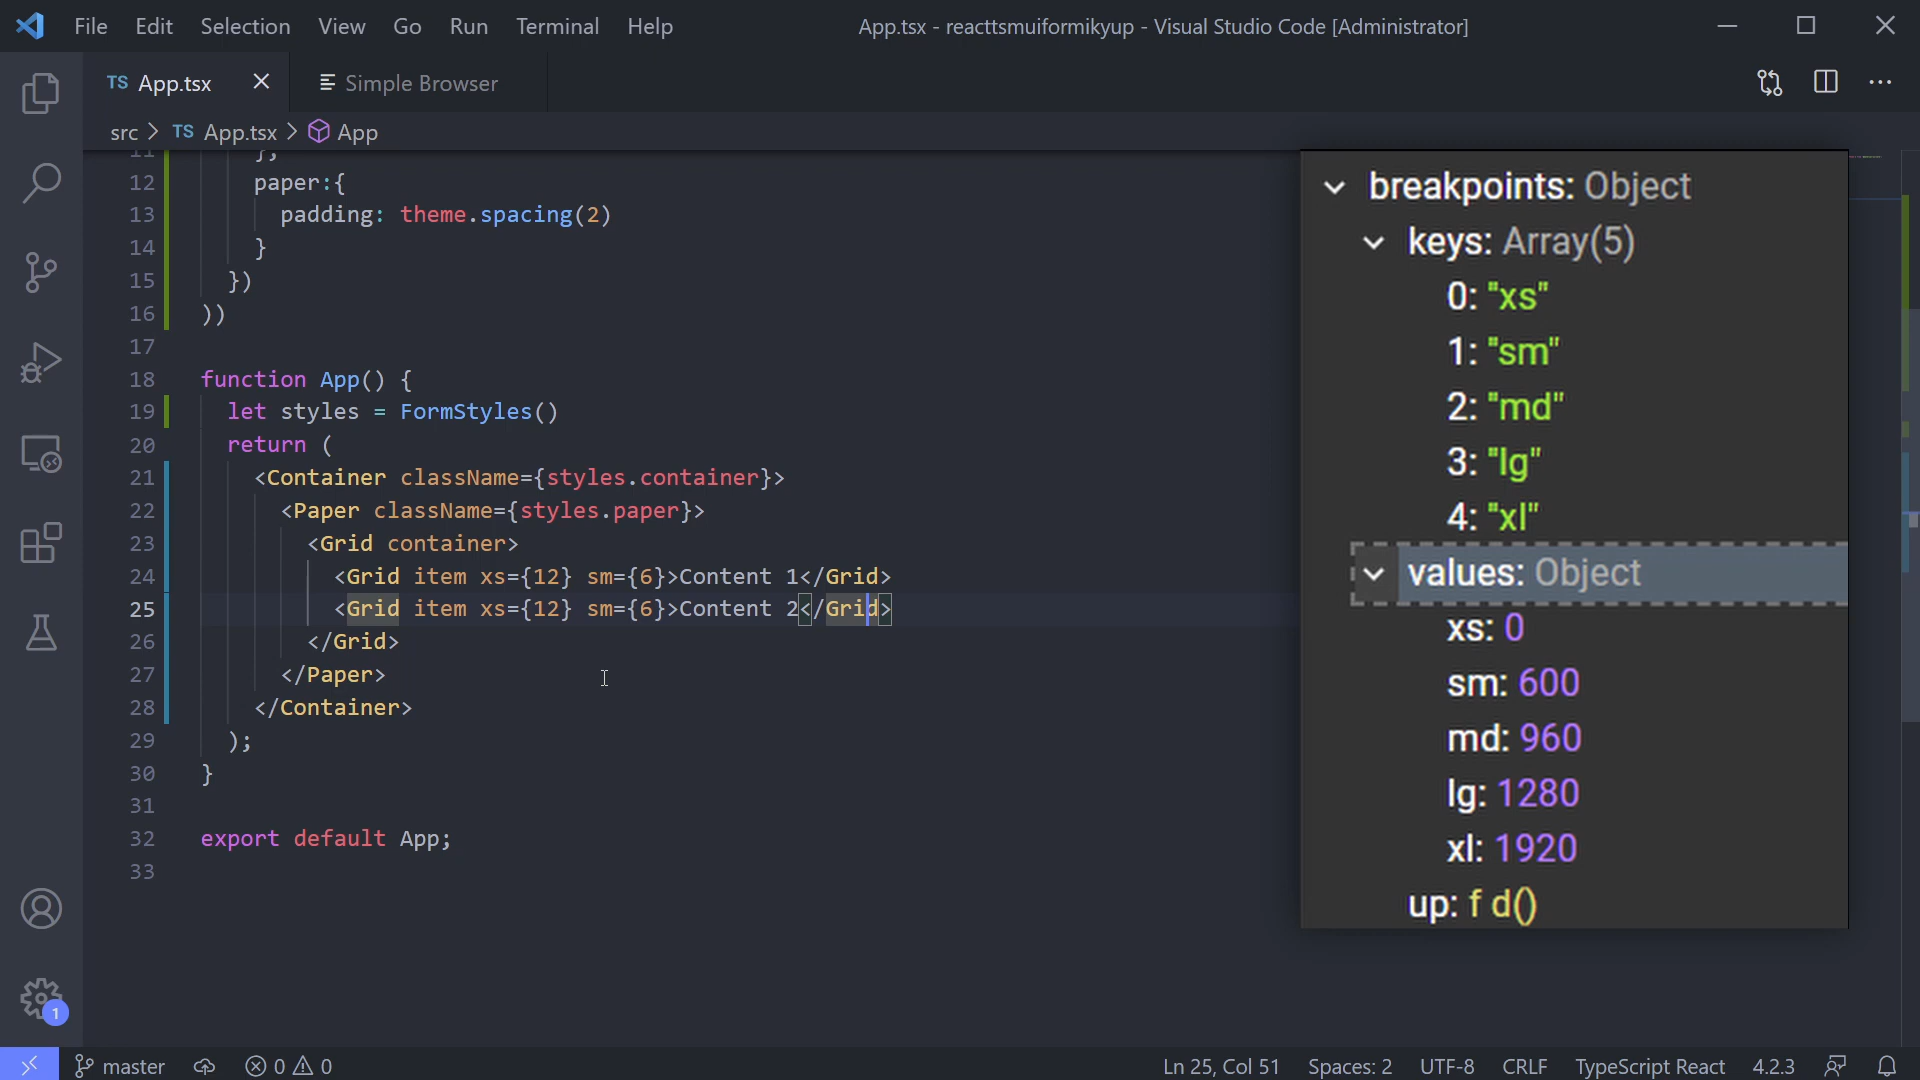 File Edit Selection View Go Run Terminal Help
App.tsx - reacttsmuiformikyup - Visual Studio Code [Administrator]
TS App.tsx
Simple Browser
src > TS App.tsx > App
11 },
12 paper:{
13 padding: theme.spacing(2)
14 }
15 })
16 ))
17
18 function App() {
19 let styles = FormStyles()
20 return (
21 <Container className={styles.container}>
22 <Paper className={styles.paper}>
23 <Grid container>
24 <Grid item xs={12} sm={6}>Content 1</Grid>
25 <Grid item xs={12} sm={6}>Content 2</Grid>
26 </Grid>
27 </Paper>
28 </Container>
29 );
30 }
31
32 export default App;
33
breakpoints: Object
keys: Array(5)
0: "xs"
1: "sm"
2: "md"
3: "lg"
4: "xl"
values: Object
xs: 0
sm: 600
md: 960
lg: 1280
xl: 1920
up: f d()
1
master
0 0
Ln 25, Col 51
Spaces: 2
UTF-8
CRLF
TypeScript React
4.2.3